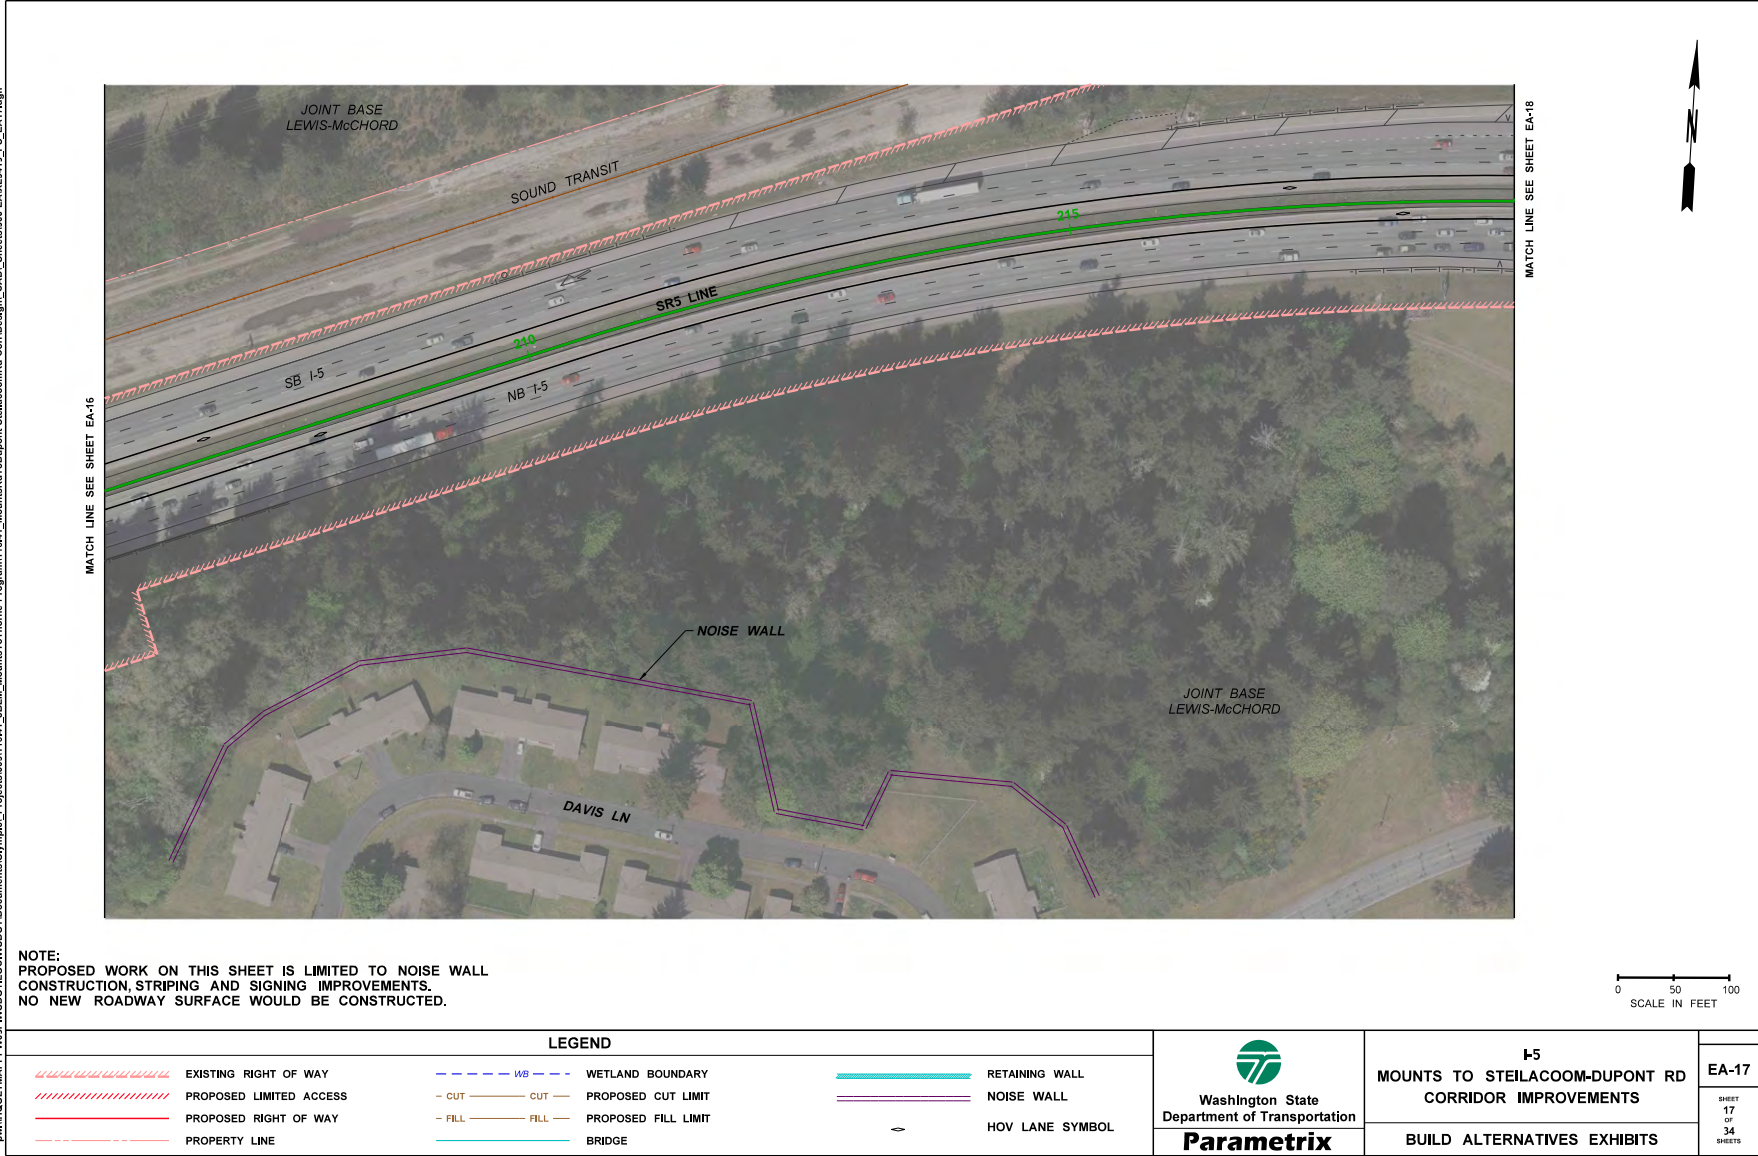 JOINT BASE
LEWIS-McCHORD
SOUND TRANSIT
215
SR5 LINE
210
SB I-5
NB I-5
MATCH LINE SEE SHEET EA-16
MATCH LINE SEE SHEET EA-18
N
NOISE WALL
JOINT BASE
LEWIS-McCHORD
DAVIS LN
NOTE:
PROPOSED WORK ON THIS SHEET IS LIMITED TO NOISE WALL
CONSTRUCTION, STRIPING AND SIGNING IMPROVEMENTS.
NO NEW ROADWAY SURFACE WOULD BE CONSTRUCTED.
0 50 100
SCALE IN FEET
LEGEND
EXISTING RIGHT OF WAY
PROPOSED LIMITED ACCESS
PROPOSED RIGHT OF WAY
PROPERTY LINE
WB WETLAND BOUNDARY
CUT CUT PROPOSED CUT LIMIT
FILL FILL PROPOSED FILL LIMIT
BRIDGE
RETAINING WALL
NOISE WALL
HOV LANE SYMBOL
Washington State
Department of Transportation
Parametrix
I-5
MOUNTS TO STEILACOOM-DUPONT RD
CORRIDOR IMPROVEMENTS
BUILD ALTERNATIVES EXHIBITS
EA-17
SHEET
17
OF
34
SHEETS